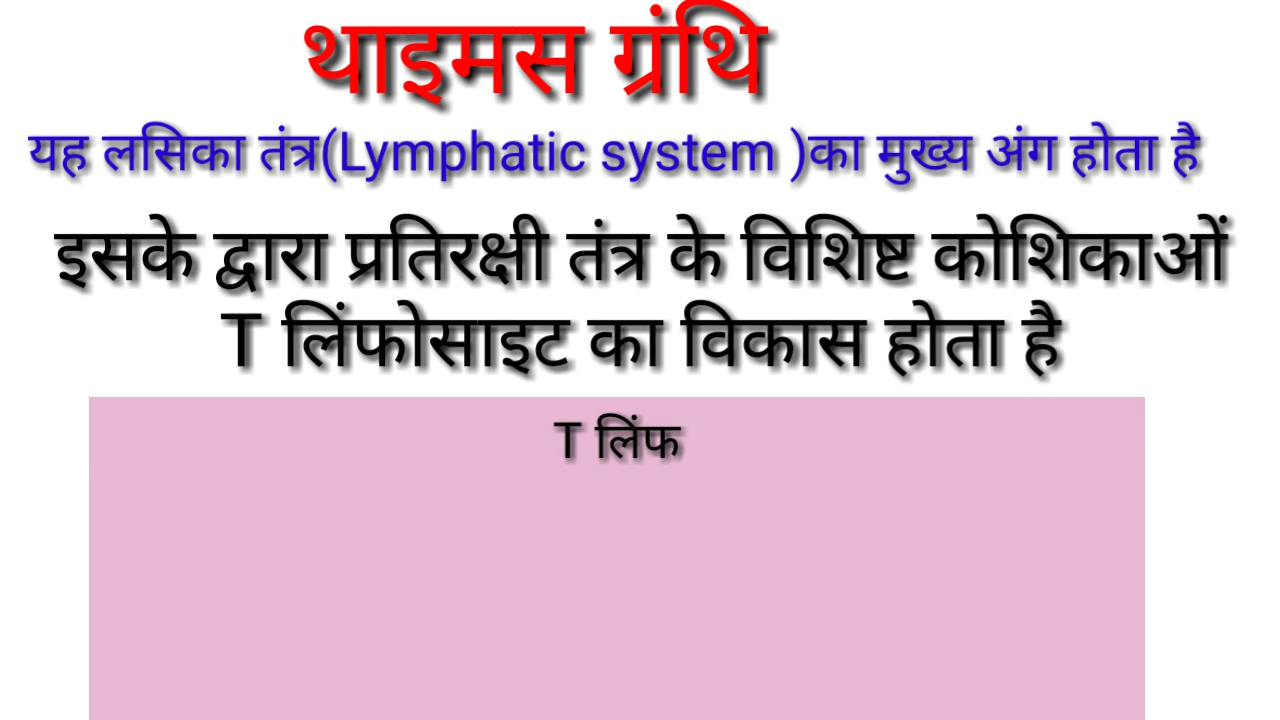 थाइमस ग्रंथि
यह लसिका तंत्र(Lymphatic system )का मुख्य अंग होता है
इसके द्वारा प्रतिरक्षी तंत्र के विशिष्ट कोशिकाओं
T लिंफोसाइट का विकास होता है
T लिंफ